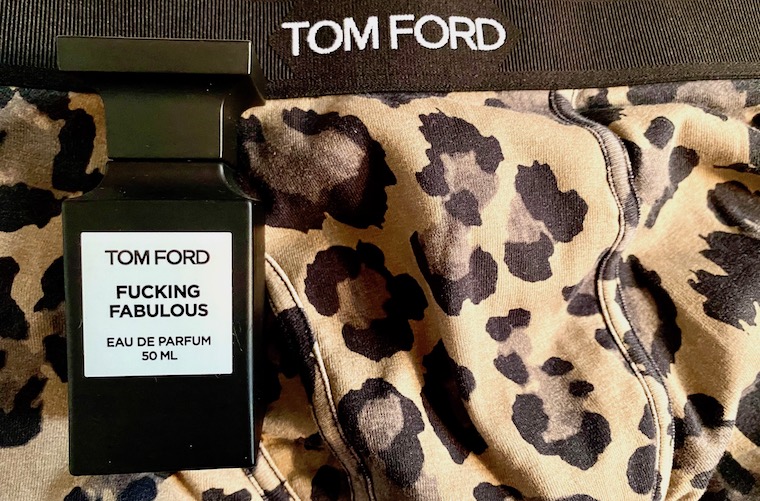 TOM FORD
TOM FORD
FUCKING
FABULOUS
EAU DE PARFUM
50 ML